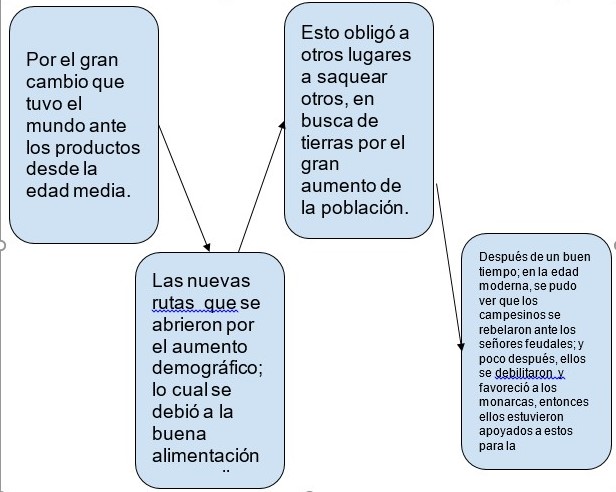 Por el gran
cambio que
tuvo el
mundo ante
los productos
desde la
edad media.
Las nuevas
rutas que se
abrieron por
el aumento
demográfico;
lo cual se
debió a la
buena
alimentación
Esto obligó a
otros lugares
a saquear
otros, en
busca de
tierras por el
gran
aumento de
la población.
Después de un buen
tiempo; en la edad
moderna, se pudo
ver que los
campesinos se
rebelaron ante los
señores feudales; y
poco después, ellos
se debilitaron y
favoreció a los
monarcas, entonces
ellos estuvieron
apoyados a estos
para la